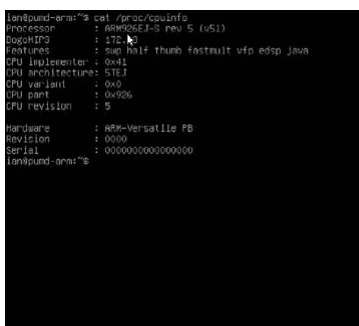 ian@pumd-arm:~$ cat /proc/cpuinfo
Processor : ARM926EJ-S rev 5 (v5l)
BogoMIPS : 172.
Features : swp half thumb fastmult vfp edsp java
CPU implementer : 0x41
CPU architecture: 5TEJ
CPU variant : 0x0
CPU part : 0x926
CPU revision : 5
Hardware : ARM-Versatile PB
Revision : 0000
Serial : 0000000000000000
ian@pumd-arm:~$